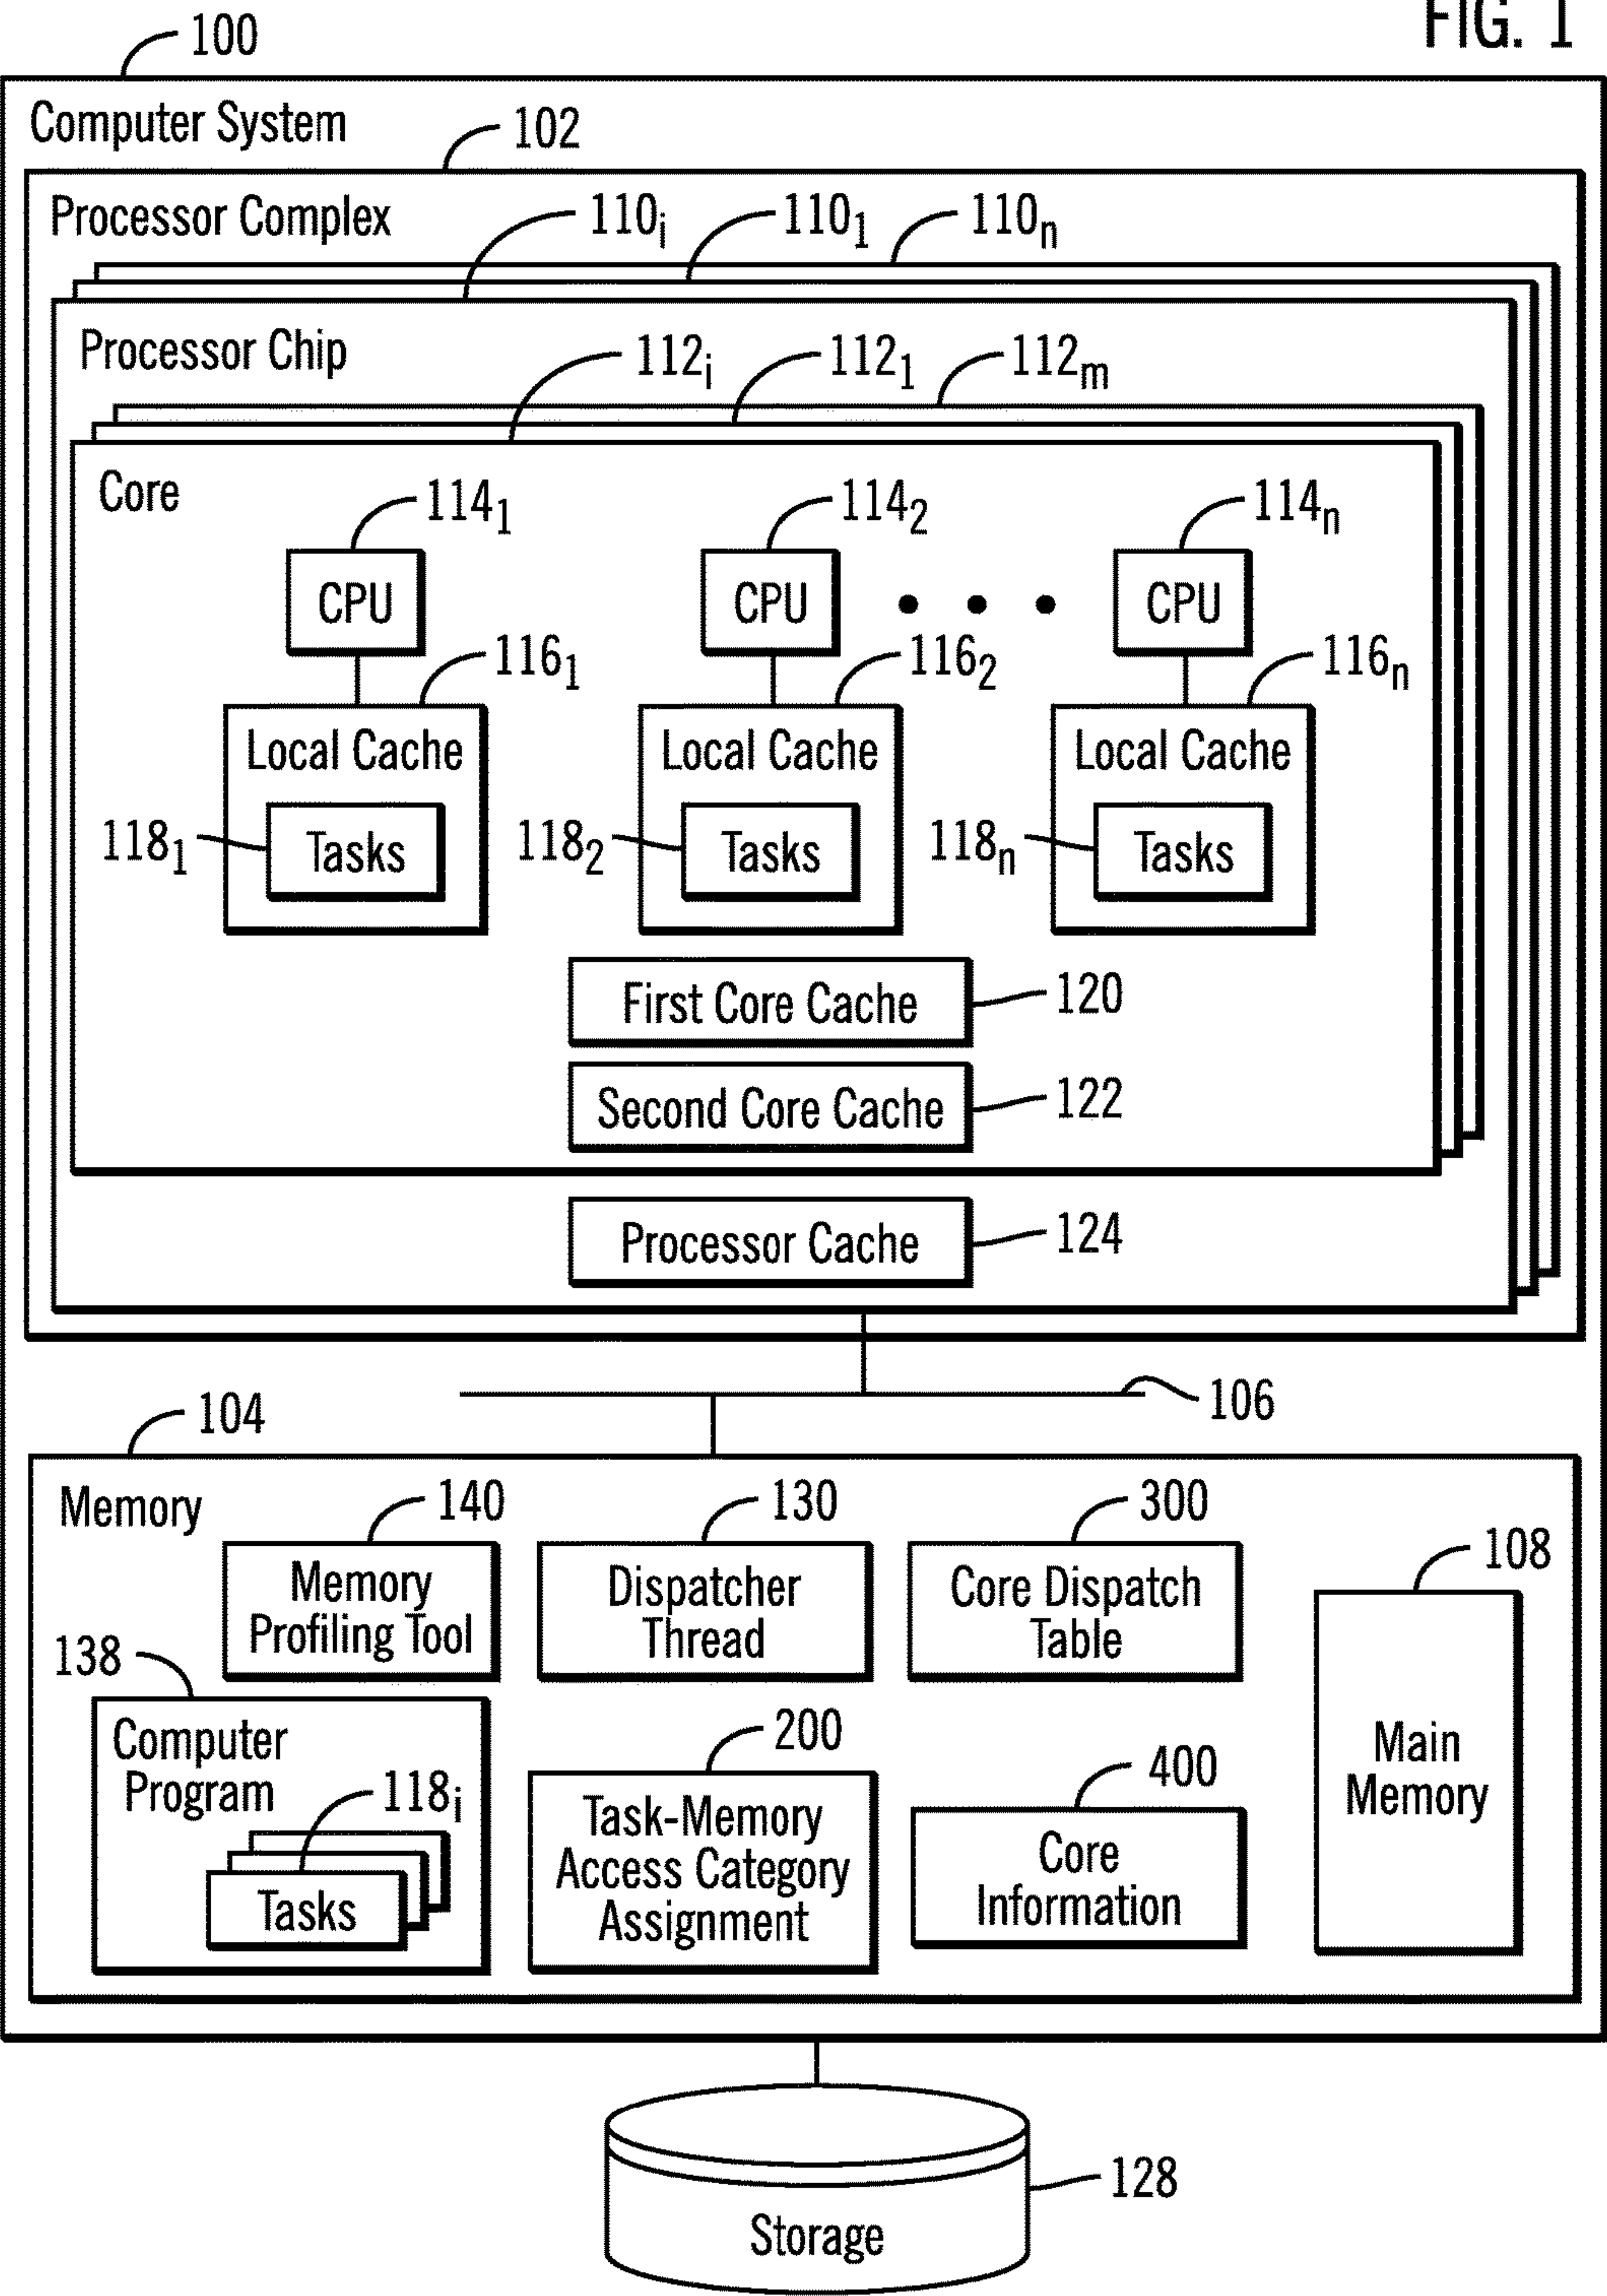 FIG. 1
100
Computer System
102
Processor Complex
110i 1101 110n
Processor Chip
112i 1121 112m
Core
1141 1142 114n
CPU CPU • • • CPU
1161 1162 116n
Local Cache Local Cache Local Cache
1181 Tasks 1182 Tasks 118n Tasks
First Core Cache 120
Second Core Cache 122
Processor Cache 124
106
104
Memory
140 130 300
Memory
Profiling Tool
Dispatcher
Thread
Core Dispatch
Table
108
Main
Memory
138
Computer
Program
118i
Tasks
200
Task-Memory
Access Category
Assignment
400
Core
Information
128
Storage